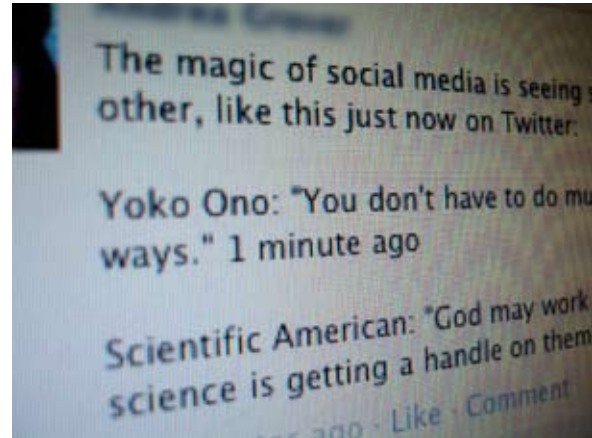 The magic of social media is seeing
other, like this just now on Twitter:
Yoko Ono: "You don't have to do
ways." 1 minute ago
Scientific American: "God may work
science is getting a handle on them
ago · Like · Comment